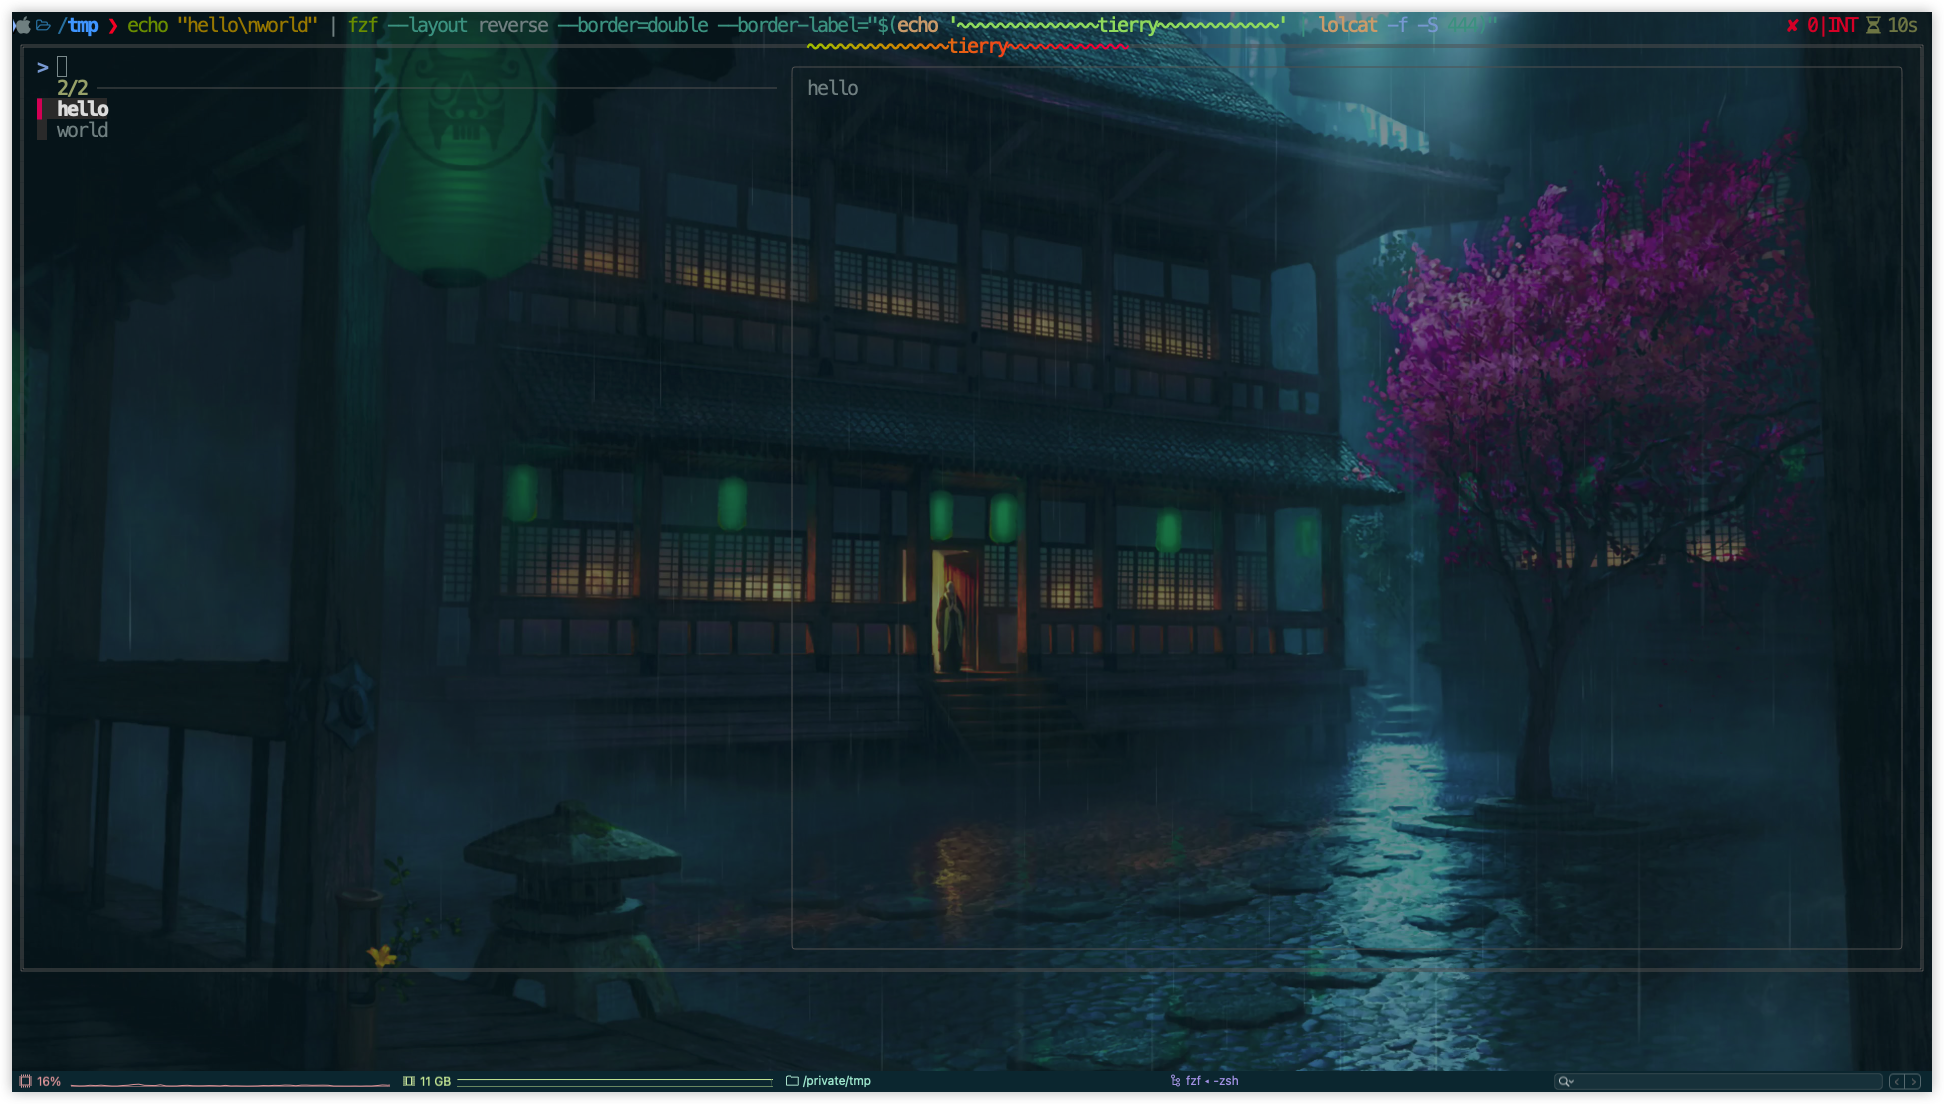 /tmp ❯ echo "hello\nworld" | fzf --layout reverse --border=double --border-label="$(echo '~~~~~~~~~~~~~~tierry~~~~~~~~~~~~' | lolcat -f -S 444)" ✘ 0|INT ⌛ 10s
~~~~~~~~~~~~~~tierry~~~~~~~~~~~~
>
2/2
hello
world
hello
16% 11 GB /private/tmp fzf ◂ -zsh